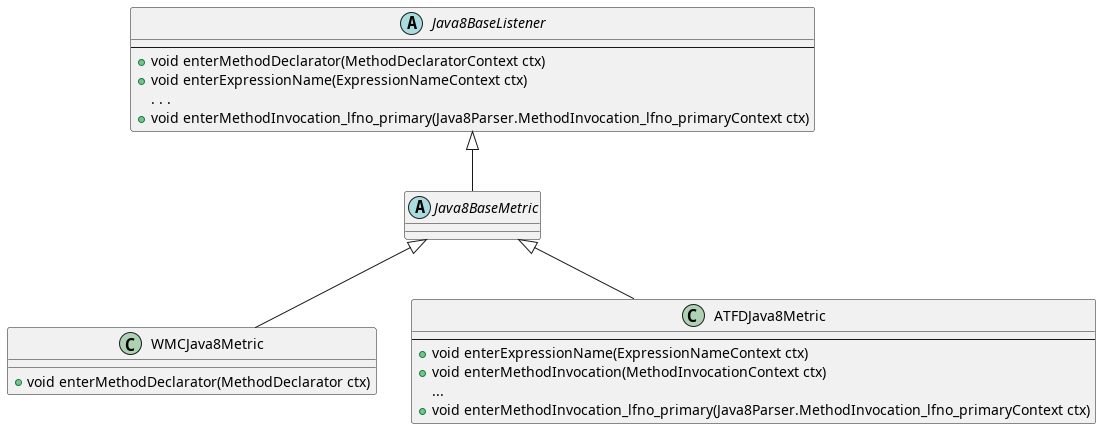 A Java8BaseListener
void enterMethodDeclarator(MethodDeclaratorContext ctx)
void enterExpressionName(ExpressionNameContext ctx)
. . .
void enterMethodInvocation_lfno_primary(Java8Parser.MethodInvocation_lfno_primaryContext ctx)
A Java8BaseMetric
C WMCJava8Metric
void enterMethodDeclarator(MethodDeclarator ctx)
C ATFDJava8Metric
void enterExpressionName(ExpressionNameContext ctx)
void enterMethodInvocation(MethodInvocationContext ctx)
...
void enterMethodInvocation_lfno_primary(Java8Parser.MethodInvocation_lfno_primaryContext ctx)